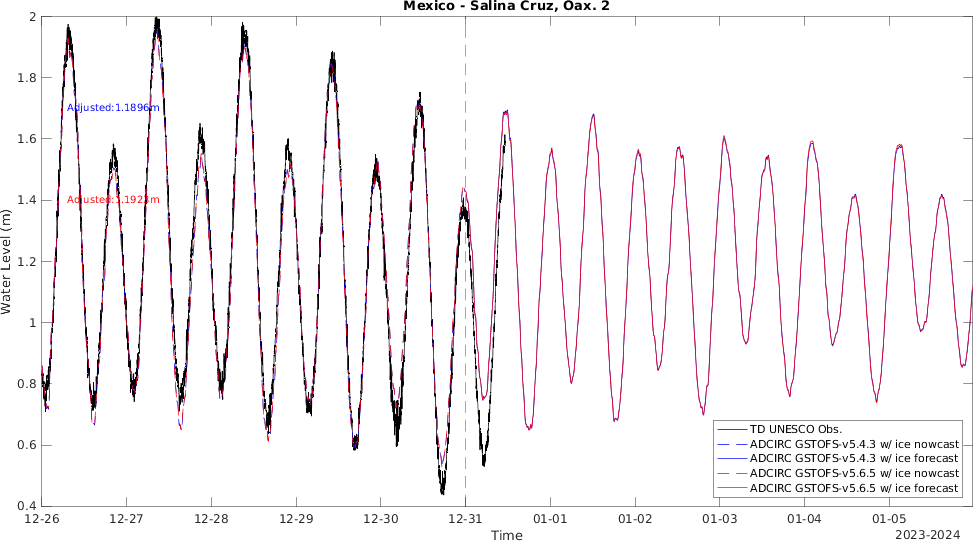 Mexico - Salina Cruz, Oax. 2
2
1.8
1.6
1.4
1.2
1
0.8
0.6
0.4
Water Level (m)
Adjusted:1.1896m
Adjusted:1.1923m
TD UNESCO Obs.
ADCIRC GSTOFS-v5.4.3 w/ ice nowcast
ADCIRC GSTOFS-v5.4.3 w/ ice forecast
ADCIRC GSTOFS-v5.6.5 w/ ice nowcast
ADCIRC GSTOFS-v5.6.5 w/ ice forecast
12-26 12-27 12-28 12-29 12-30 12-31 01-01 01-02 01-03 01-04 01-05
Time
2023-2024